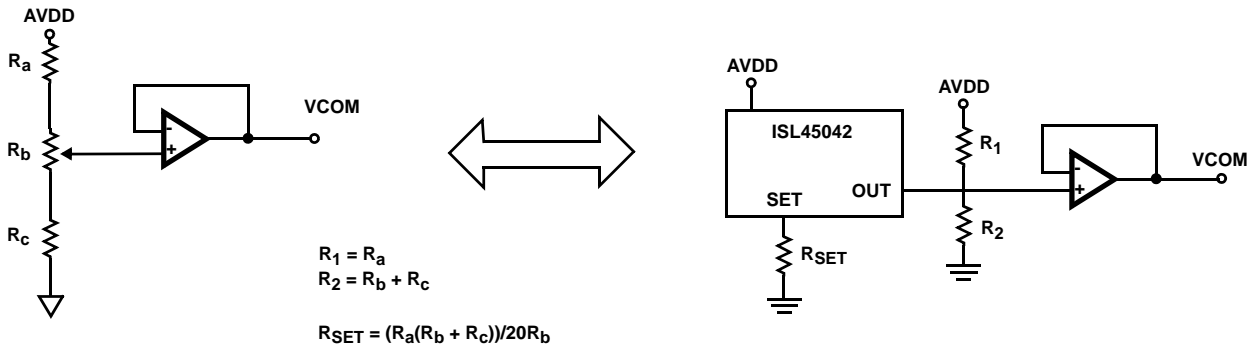 AVDD
Ra
Rb
Rc
-
+
VCOM
R1 = Ra
R2 = Rb + Rc
RSET = (Ra(Rb + Rc))/20Rb
AVDD
ISL45042
SET
OUT
RSET
AVDD
R1
R2
-
+
VCOM